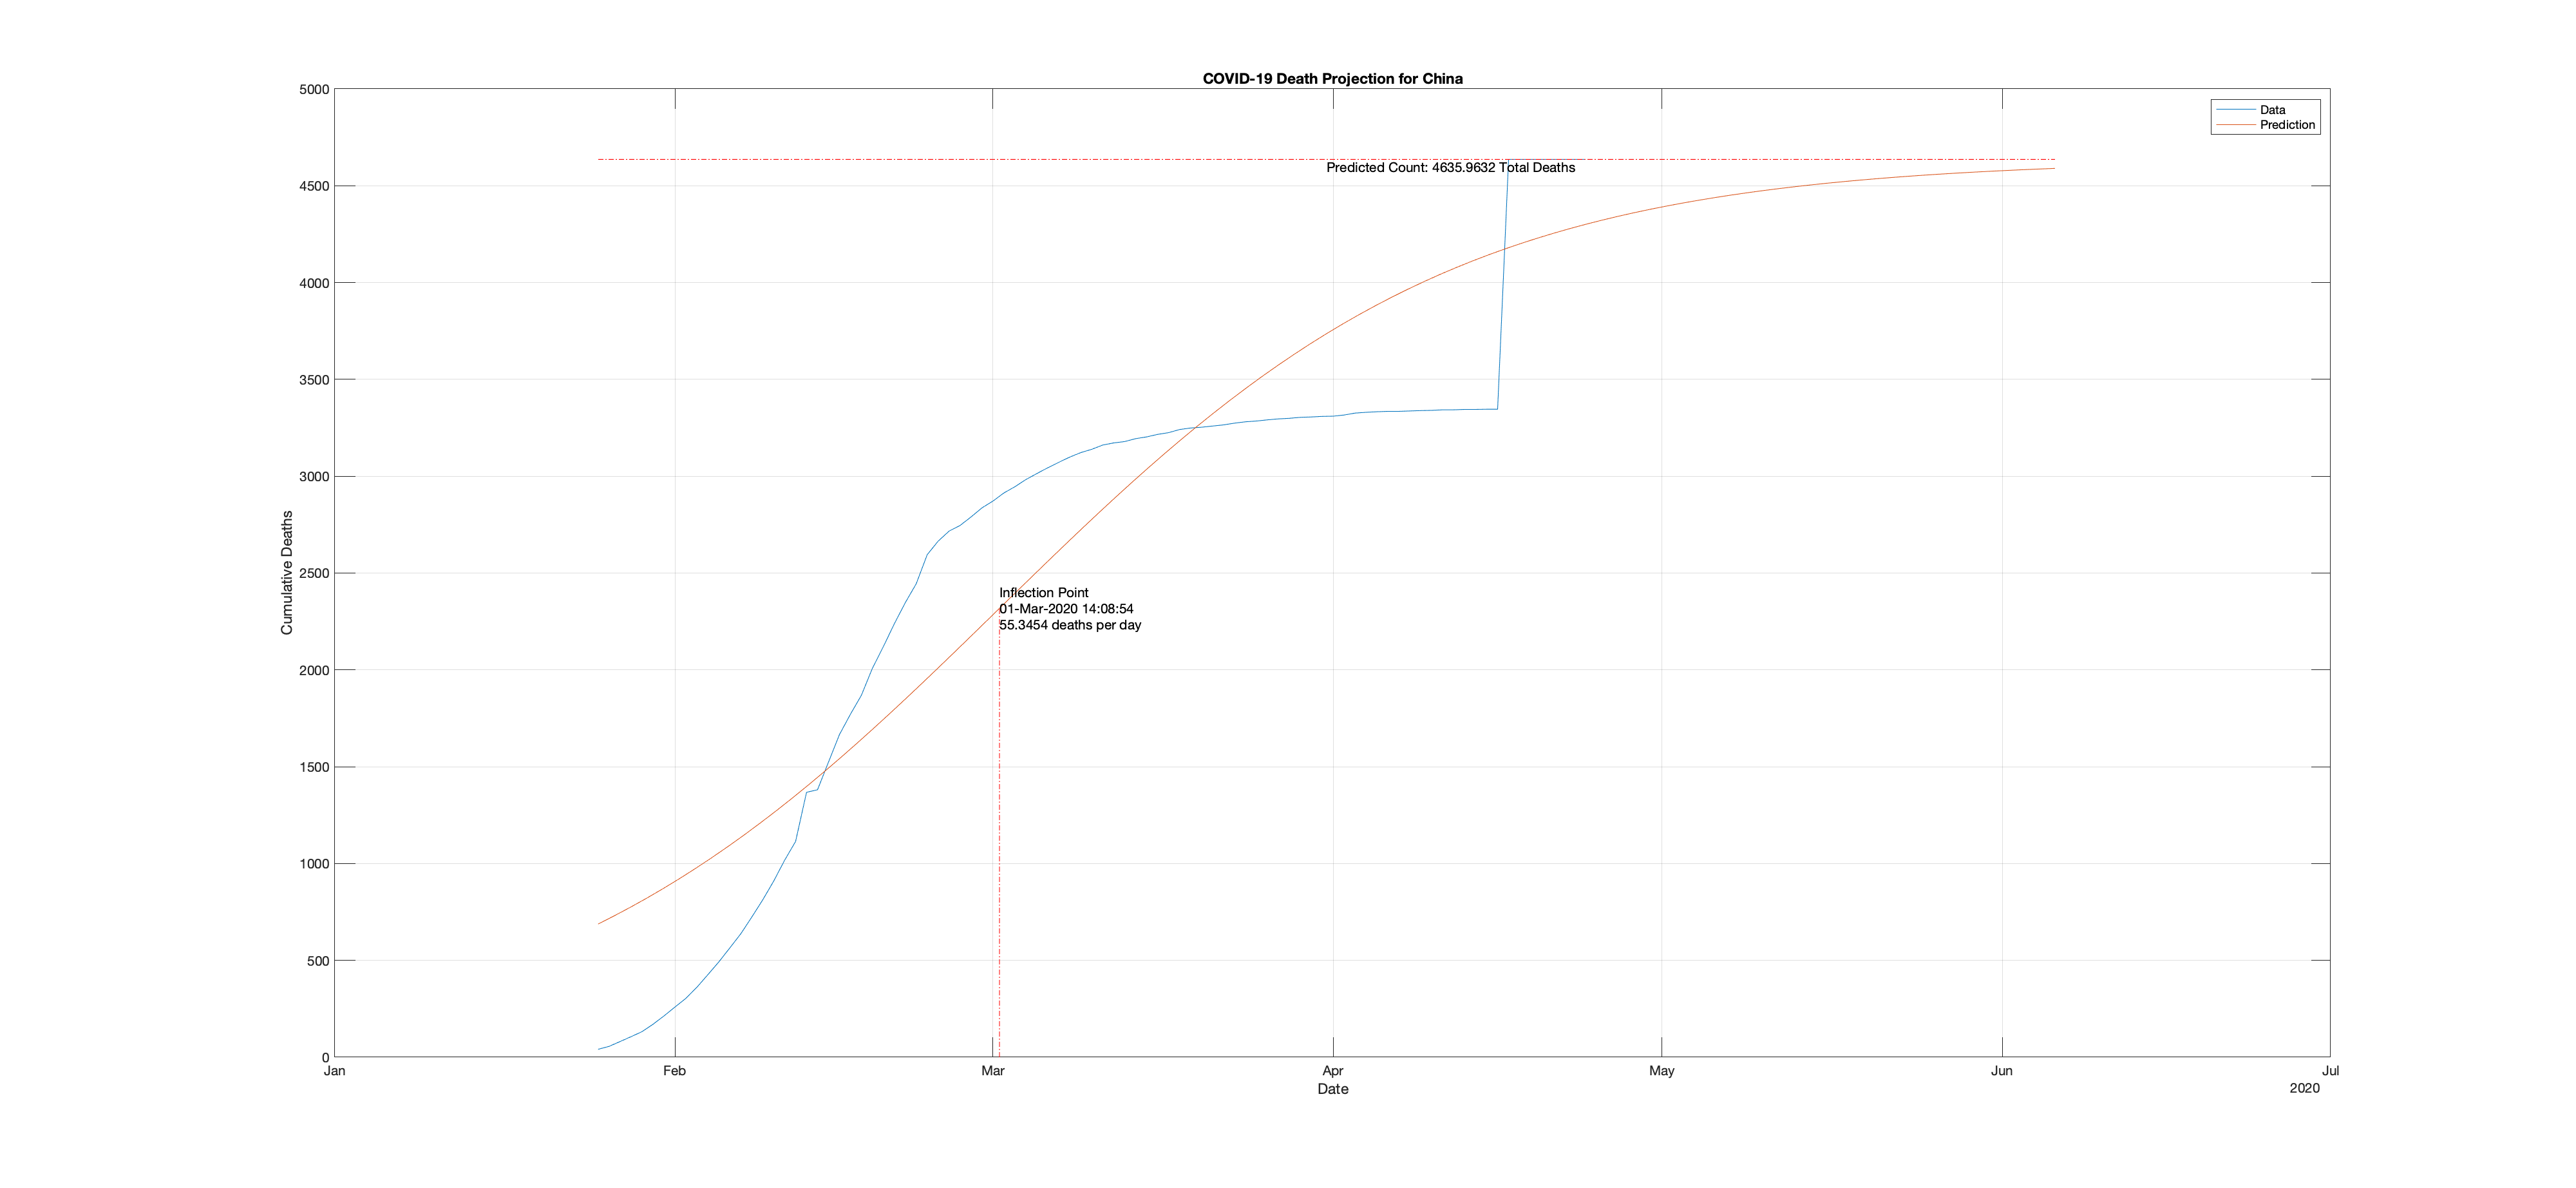 COVID-19 Death Projection for China
5000
4500
4000
3500
3000
2500
2000
1500
1000
500
0
Cumulative Deaths
Data
Prediction
Predicted Count: 4635.9632 Total Deaths
Inflection Point
01-Mar-2020 14:08:54
55.3454 deaths per day
Jan Feb Mar Apr May Jun Jul
Date
2020